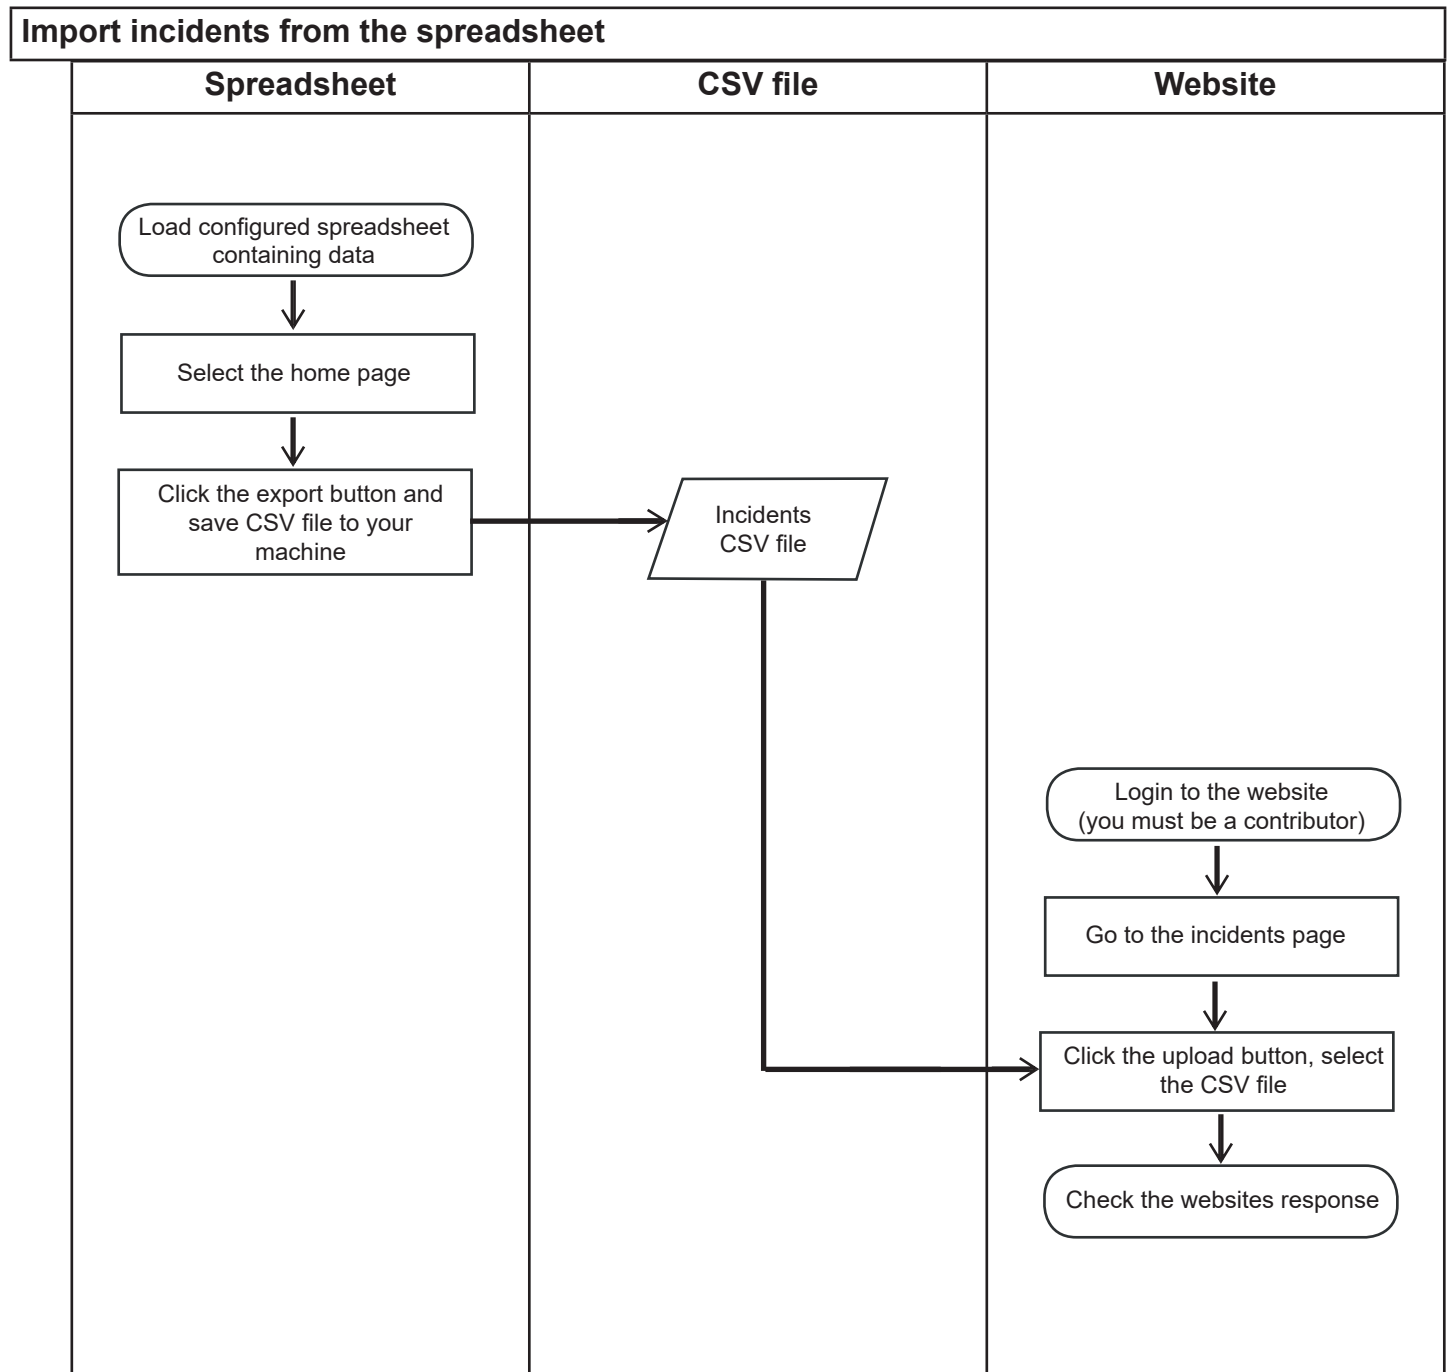 Import incidents from the spreadsheet
Spreadsheet
CSV file
Website
Load configured spreadsheet
containing data
Select the home page
Click the export button and
save CSV file to your
machine
Incidents
CSV file
Login to the website
(you must be a contributor)
Go to the incidents page
Click the upload button, select
the CSV file
Check the websites response